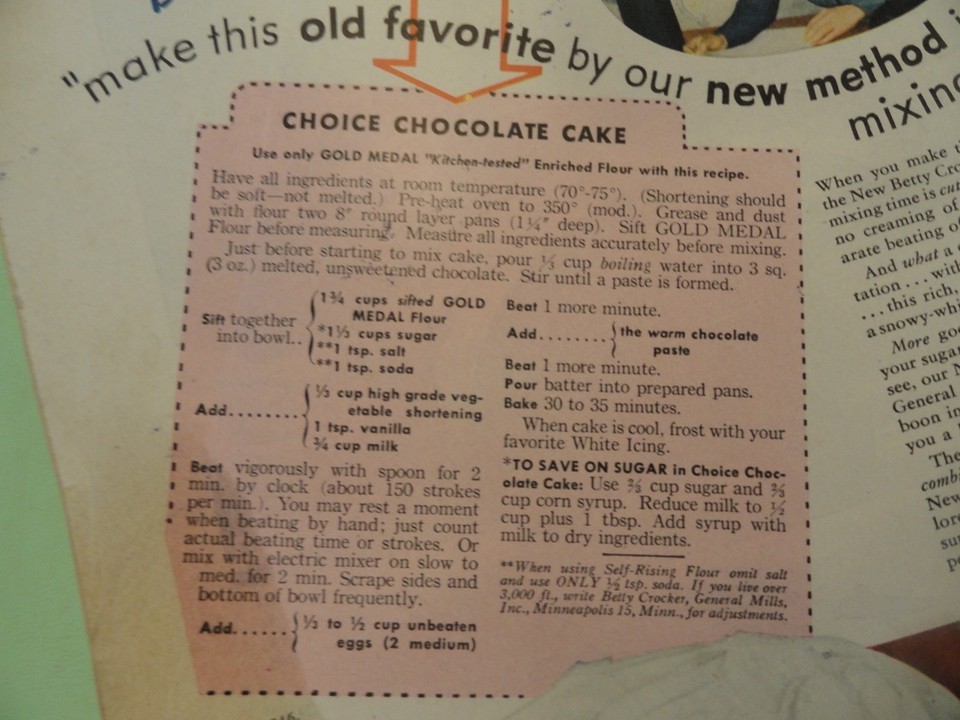 "make this old favorite by our new method
mixing
CHOICE CHOCOLATE CAKE
Use only GOLD MEDAL "Kitchen-tested" Enriched Flour with this recipe.
Have all ingredients at room temperature (70°-75°). (Shortening should
be soft—not melted.) Pre-heat oven to 350° (mod.). Grease and dust
with flour two 8" round layer pans (1¼" deep). Sift GOLD MEDAL
Flour before measuring. Measure all ingredients accurately before mixing.
Just before starting to mix cake, pour ⅓ cup boiling water into 3 sq.
(3 oz.) melted, unsweetened chocolate. Stir until a paste is formed.
Sift together
into bowl..
1¾ cups sifted GOLD
MEDAL Flour
*1⅓ cups sugar
**1 tsp. salt
**1 tsp. soda
Add........
⅓ cup high grade veg-
etable shortening
1 tsp. vanilla
¾ cup milk
Beat vigorously with spoon for 2
min. by clock (about 150 strokes
per min.). You may rest a moment
when beating by hand; just count
actual beating time or strokes. Or
mix with electric mixer on slow to
med. for 2 min. Scrape sides and
bottom of bowl frequently.
Add......
⅓ to ½ cup unbeaten
eggs (2 medium)
Beat 1 more minute.
Add........
the warm chocolate
paste
Beat 1 more minute.
Pour batter into prepared pans.
Bake 30 to 35 minutes.
When cake is cool, frost with your
favorite White Icing.
*TO SAVE ON SUGAR in Choice Choc-
olate Cake: Use ⅔ cup sugar and ⅔
cup corn syrup. Reduce milk to ½
cup plus 1 tbsp. Add syrup with
milk to dry ingredients.
**When using Self-Rising Flour omit salt
and use ONLY ½ tsp. soda. If you live over
3,000 ft., write Betty Crocker, General Mills,
Inc., Minneapolis 15, Minn., for adjustments.
When you make
the New Betty
mixing time is cut
no creaming of
arate beating of
And what a
tation . . . with
. . . this rich,
a snowy-whi
More goo
your sugar
see, our N
General
boon in
you a
The
combi
New
lore
su
pe